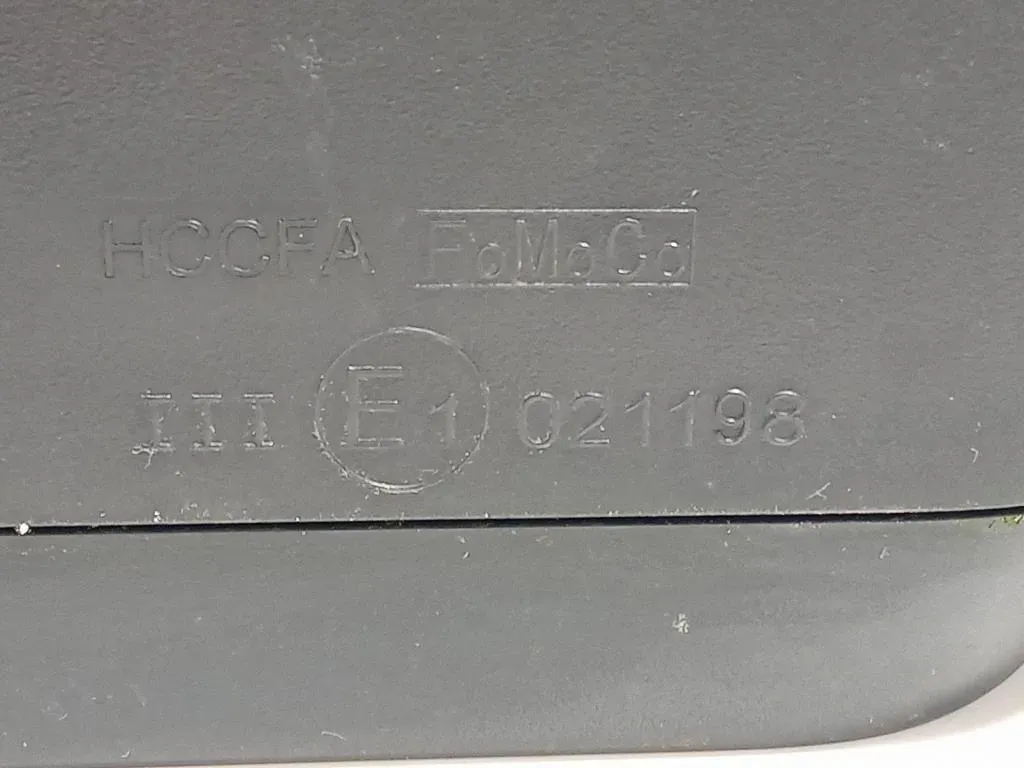 HCCFA FoMoCo
III E1 021198